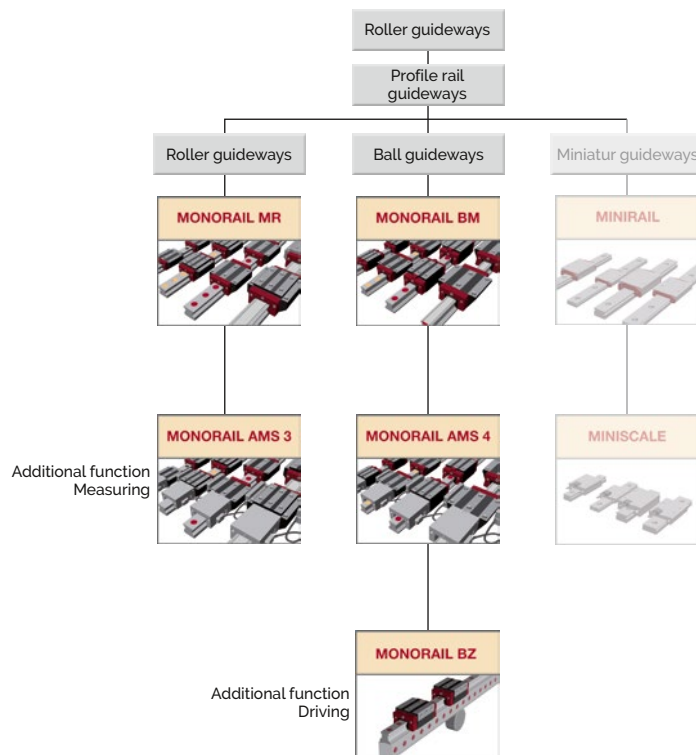 Roller guideways
Profile rail
guideways
Roller guideways
Ball guideways
Miniatur guideways
MONORAIL MR
MONORAIL BM
MINIRAIL
MONORAIL AMS 3
MONORAIL AMS 4
MINISCALE
Additional function
Measuring
MONORAIL BZ
Additional function
Driving